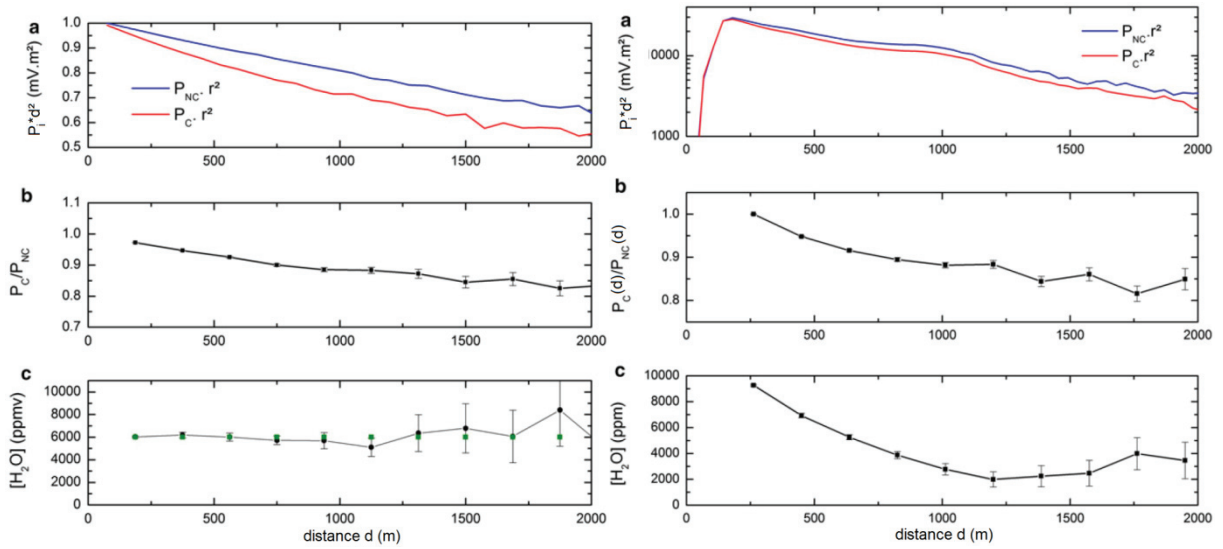 a
P_i*d² (mV.m²)
1.0
0.9
0.8
0.7
0.6
0.5
P_NC. r²
P_C. r²
0 500 1000 1500 2000
b
P_C/P_NC
1.1
1.0
0.9
0.8
0.7
0 500 1000 1500 2000
c
[H₂O] (ppmv)
10000
8000
6000
4000
2000
0
0 500 1000 1500 2000
distance d (m)
a
P_i*d² (mV.m²)
10000
1000
P_NC.r²
P_C.r²
0 500 1000 1500 2000
b
P_C(d)/P_NC(d)
1.0
0.9
0.8
0 500 1000 1500 2000
c
[H₂O] (ppm)
10000
8000
6000
4000
2000
0
0 500 1000 1500 2000
distance d (m)